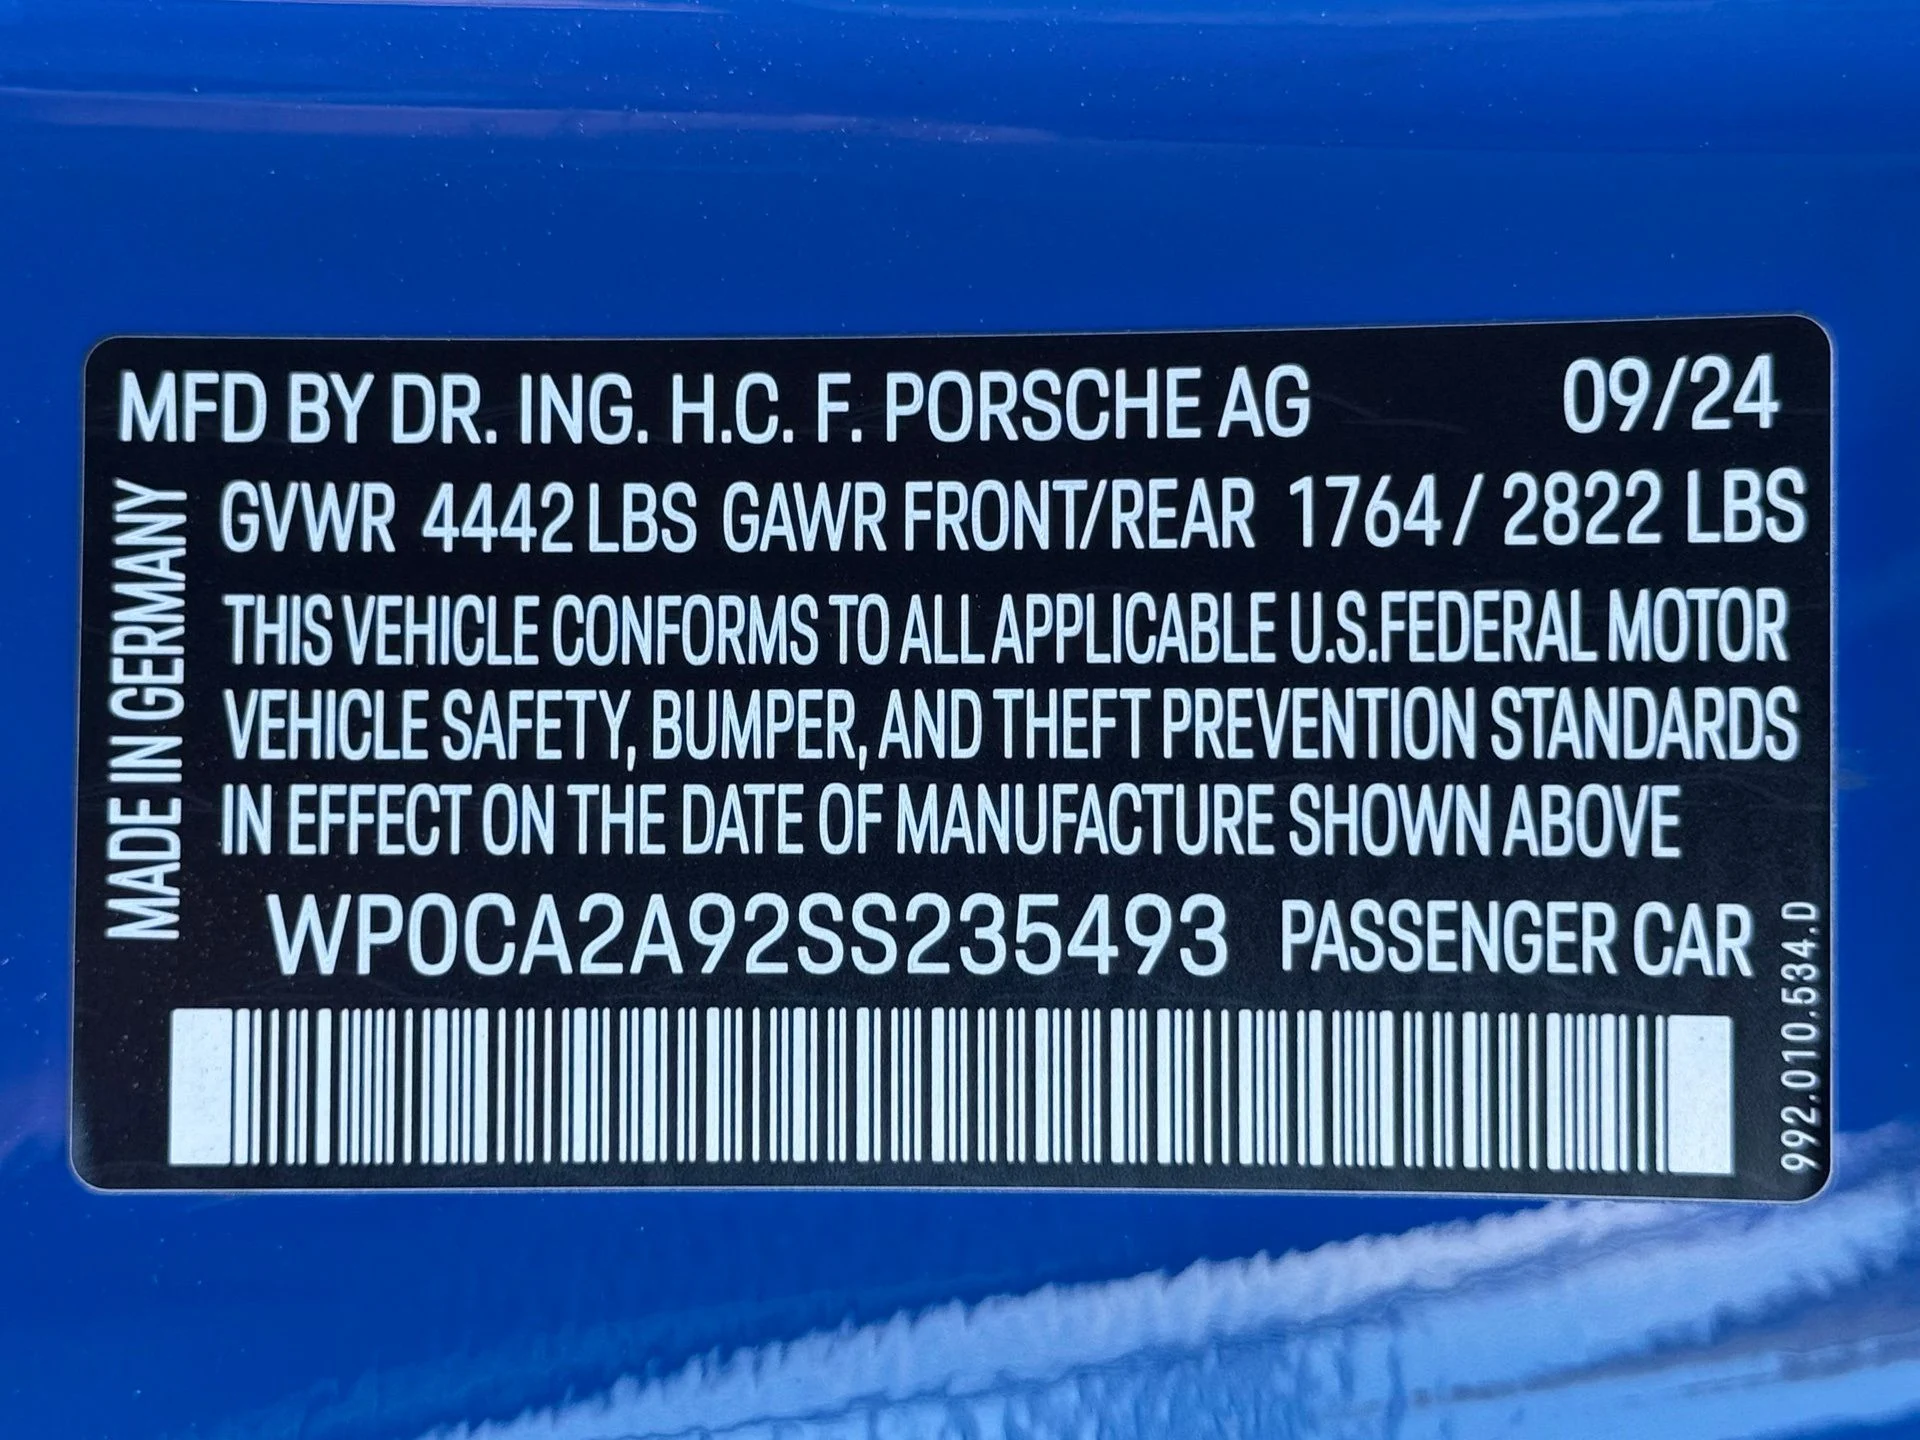 MFD BY DR. ING. H.C. F. PORSCHE AG 09/24
GVWR 4442 LBS GAWR FRONT/REAR 1764 / 2822 LBS
THIS VEHICLE CONFORMS TO ALL APPLICABLE U.S.FEDERAL MOTOR
VEHICLE SAFETY, BUMPER, AND THEFT PREVENTION STANDARDS
IN EFFECT ON THE DATE OF MANUFACTURE SHOWN ABOVE
WP0CA2A92SS235493 PASSENGER CAR
MADE IN GERMANY
992.010.534.D